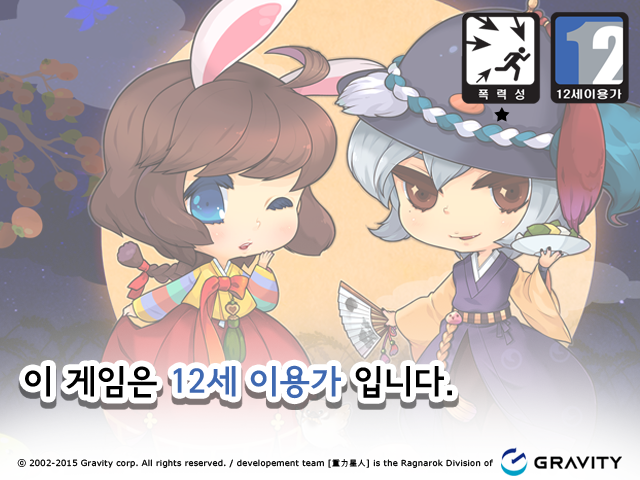 12
폭력성
12세이용가
이 게임은 12세 이용가 입니다.
ⓒ 2002-2015 Gravity corp. All rights reserved. / developement team [重力星人] is the Ragnarok Division of
GRAVITY